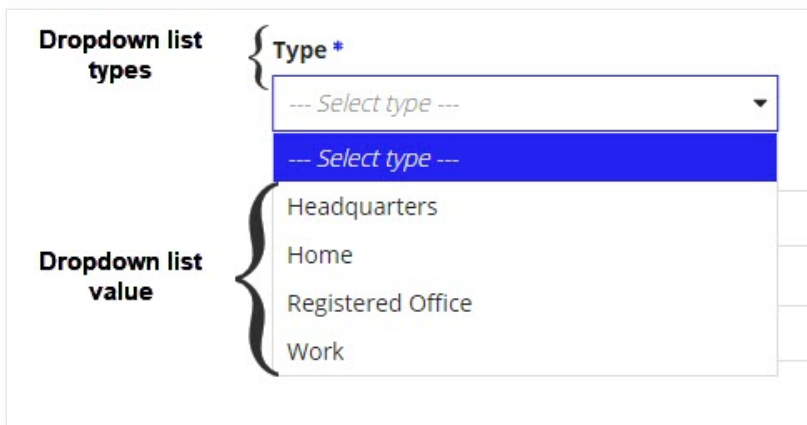 Dropdown list
types
Type *
--- Select type ---
--- Select type ---
Headquarters
Home
Registered Office
Work
Dropdown list
value